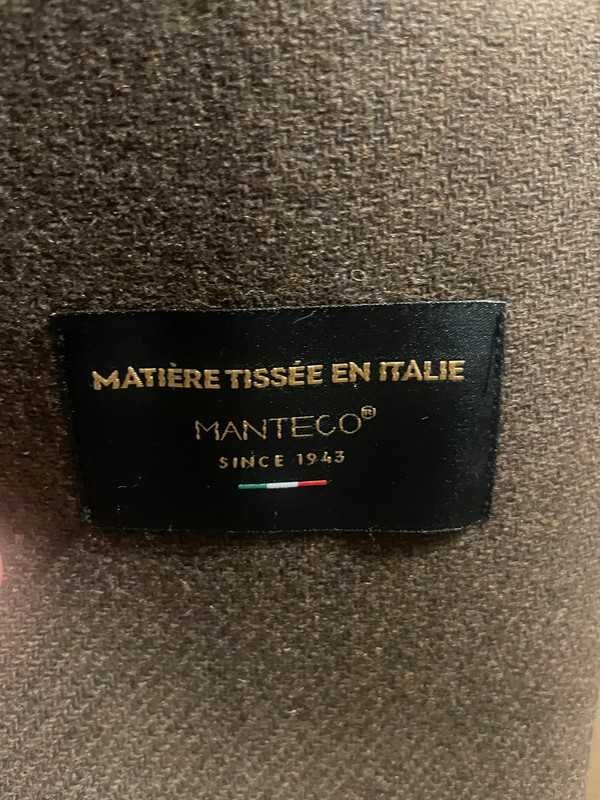 MATIÈRE TISSÉE EN ITALIE
MANTECO®
SINCE 1943